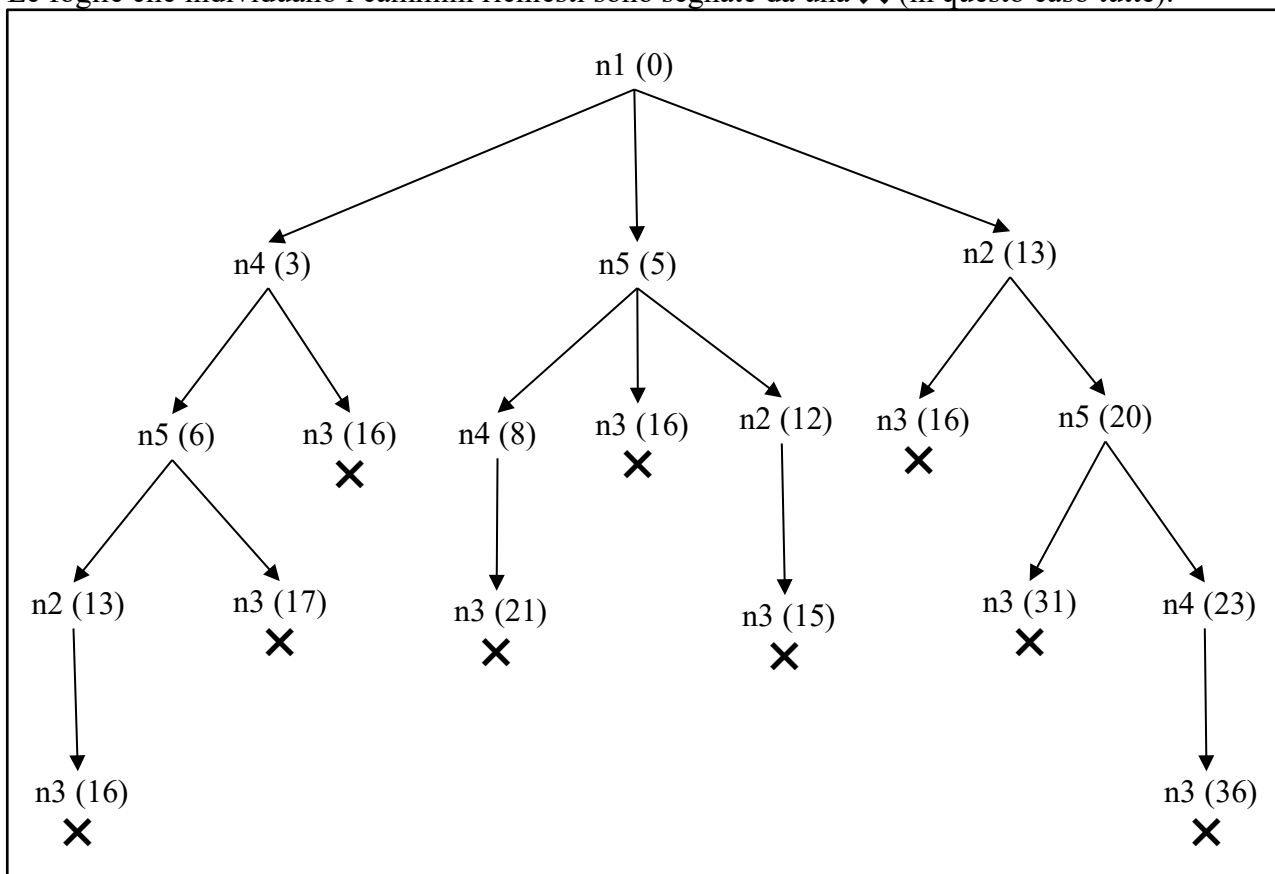 Le foglie che individuano i cammini richiesti sono segnate da una ✕ (in questo caso tutte).
n1 (0)
n4 (3) n5 (5) n2 (13)
n5 (6) n3 (16) n4 (8) n3 (16) n2 (12) n3 (16) n5 (20)
n2 (13) n3 (17) n3 (21) n3 (15) n3 (31) n4 (23)
n3 (16) n3 (36)